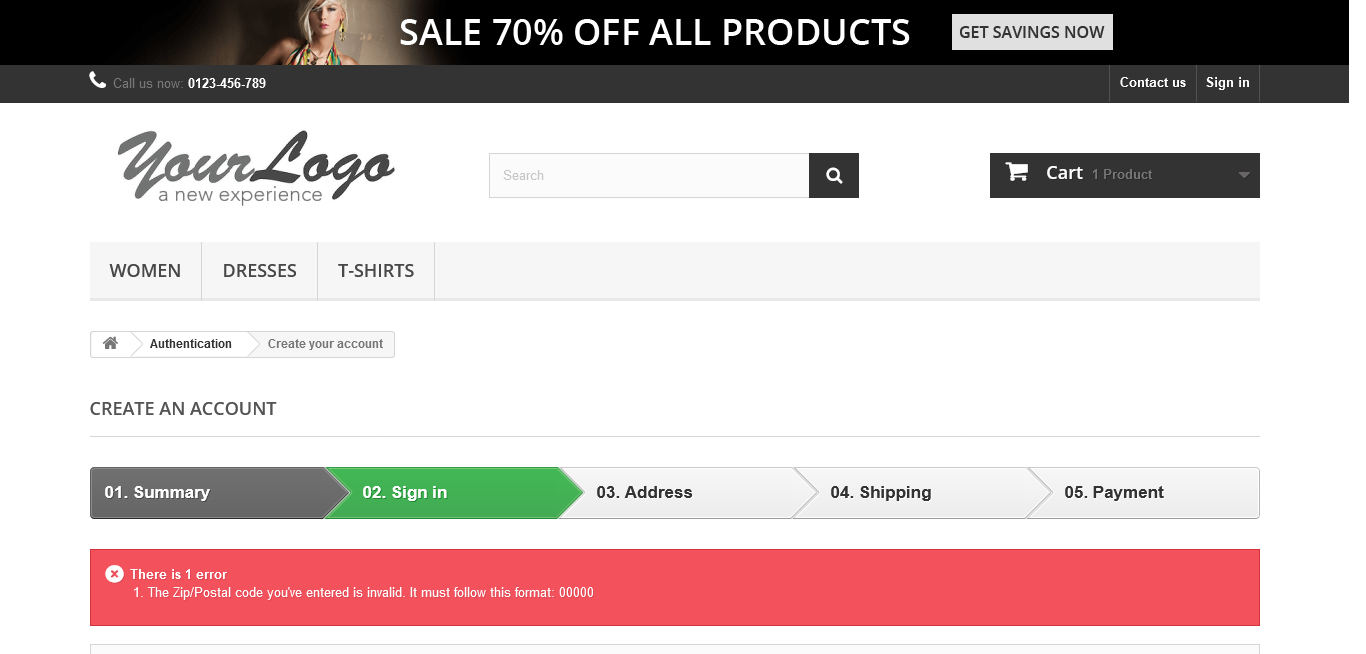 SALE 70% OFF ALL PRODUCTS GET SAVINGS NOW
Call us now: 0123-456-789 Contact us Sign in
YourLogo
a new experience
Search
Cart 1 Product
WOMEN DRESSES T-SHIRTS
Authentication Create your account
CREATE AN ACCOUNT
01. Summary 02. Sign in 03. Address 04. Shipping 05. Payment
There is 1 error
1. The Zip/Postal code you've entered is invalid. It must follow this format: 00000